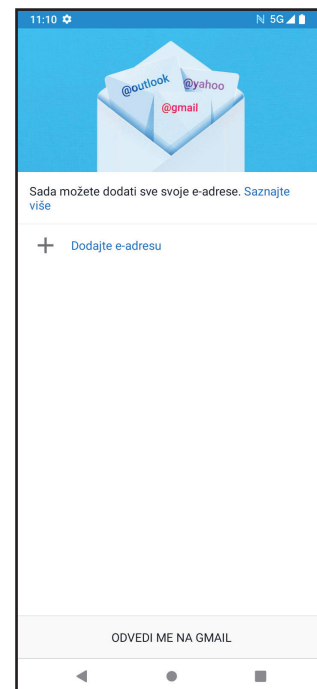 11:10 5G
@outlook @yahoo
@gmail
Sada možete dodati sve svoje e-adrese. Saznajte
više
Dodajte e-adresu
ODVEDI ME NA GMAIL